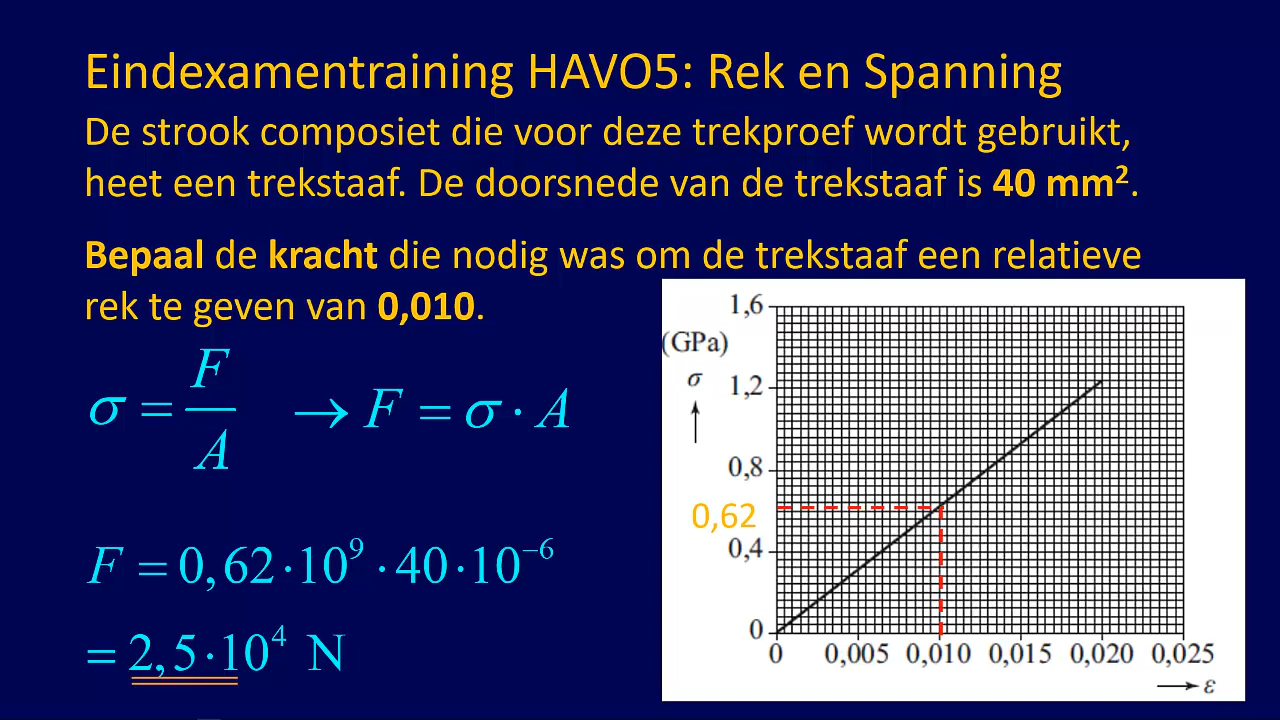 Eindexamentraining HAVO5: Rek en Spanning
De strook composiet die voor deze trekproef wordt gebruikt,
heet een trekstaaf. De doorsnede van de trekstaaf is 40 mm².
Bepaal de kracht die nodig was om de trekstaaf een relatieve
rek te geven van 0,010.
σ = F/A → F = σ · A
F = 0,62·10⁹ · 40·10⁻⁶
= 2,5·10⁴ N
1,6
(GPa)
σ
1,2
0,8
0,62
0,4
0
0 0,005 0,010 0,015 0,020 0,025
→ ε